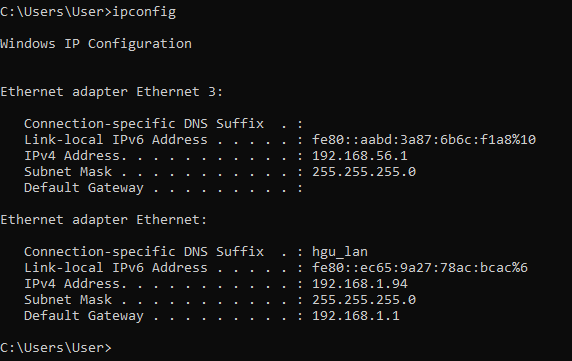 C:\Users\User>ipconfig
Windows IP Configuration
Ethernet adapter Ethernet 3:
Connection-specific DNS Suffix . :
Link-local IPv6 Address . . . . . : fe80::aabd:3a87:6b6c:f1a8%10
IPv4 Address. . . . . . . . . . . : 192.168.56.1
Subnet Mask . . . . . . . . . . . : 255.255.255.0
Default Gateway . . . . . . . . . :
Ethernet adapter Ethernet:
Connection-specific DNS Suffix . : hgu_lan
Link-local IPv6 Address . . . . . : fe80::ec65:9a27:78ac:bcac%6
IPv4 Address. . . . . . . . . . . : 192.168.1.94
Subnet Mask . . . . . . . . . . . : 255.255.255.0
Default Gateway . . . . . . . . . : 192.168.1.1
C:\Users\User>